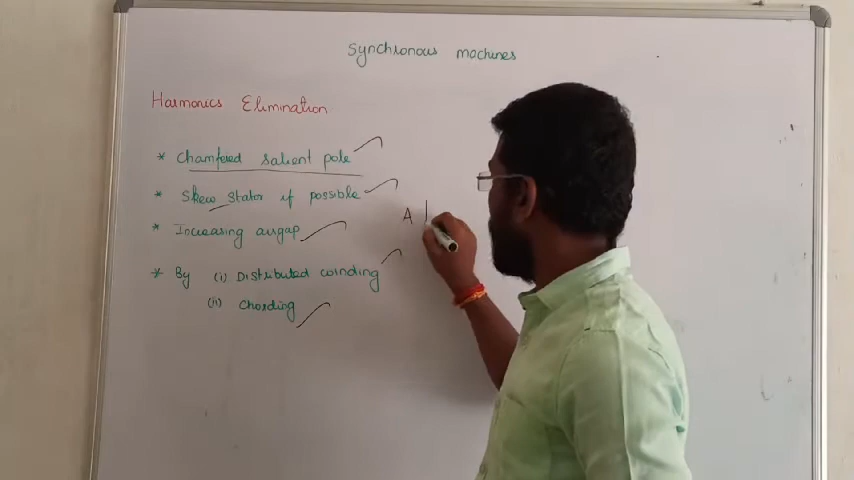 Synchronous machines
Harmonics Elimination
* Chamfered salient pole
* Skew stator if possible
* Increasing airgap
A
* By (i) Distributed winding
(ii) Chording